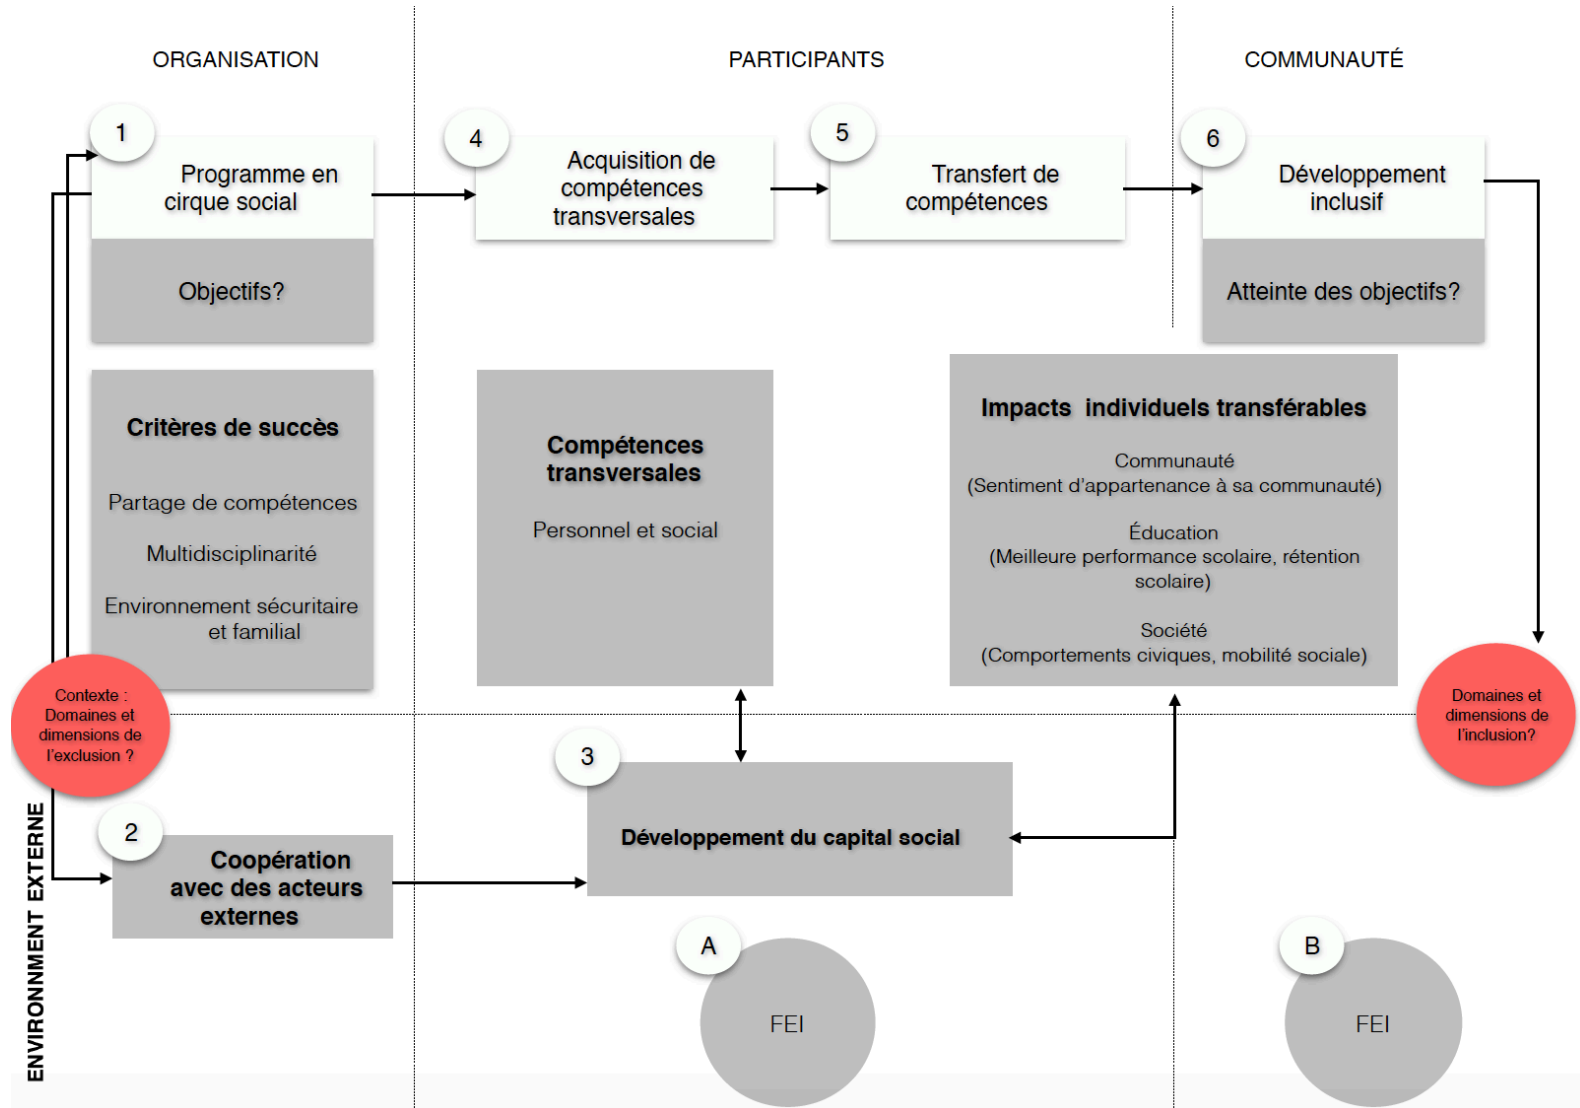 ORGANISATION
PARTICIPANTS
COMMUNAUTÉ
1
Programme en
cirque social
Objectifs?
4
Acquisition de
compétences
transversales
5
Transfert de
compétences
6
Développement
inclusif
Atteinte des objectifs?
Critères de succès
Partage de compétences
Multidisciplinarité
Environnement sécuritaire
et familial
Compétences
transversales
Personnel et social
Impacts individuels transférables
Communauté
(Sentiment d'appartenance à sa communauté)
Éducation
(Meilleure performance scolaire, rétention
scolaire)
Société
(Comportements civiques, mobilité sociale)
Contexte :
Domaines et
dimensions de
l'exclusion ?
Domaines et
dimensions de
l'inclusion?
ENVIRONNMENT EXTERNE
2
Coopération
avec des acteurs
externes
3
Développement du capital social
A
FEI
B
FEI